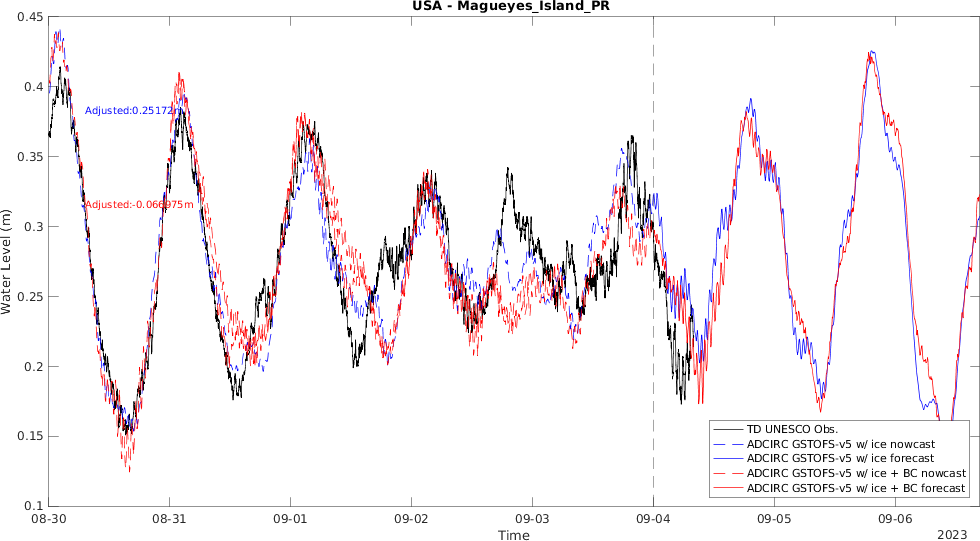 USA - Magueyes_Island_PR
0.45
0.4
0.35
0.3
0.25
0.2
0.15
0.1
Water Level (m)
Adjusted:0.25172m
Adjusted:-0.066975m
TD UNESCO Obs.
ADCIRC GSTOFS-v5 w/ ice nowcast
ADCIRC GSTOFS-v5 w/ ice forecast
ADCIRC GSTOFS-v5 w/ ice + BC nowcast
ADCIRC GSTOFS-v5 w/ ice + BC forecast
08-30 08-31 09-01 09-02 09-03 09-04 09-05 09-06
Time
2023